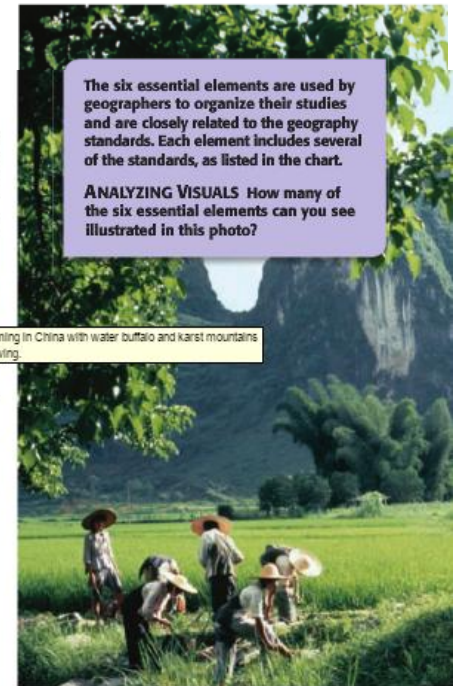 The six essential elements are used by
geographers to organize their studies
and are closely related to the geography
standards. Each element includes several
of the standards, as listed in the chart.
ANALYZING VISUALS How many of
the six essential elements can you see
illustrated in this photo?
in China with water buffalo and karst mountains